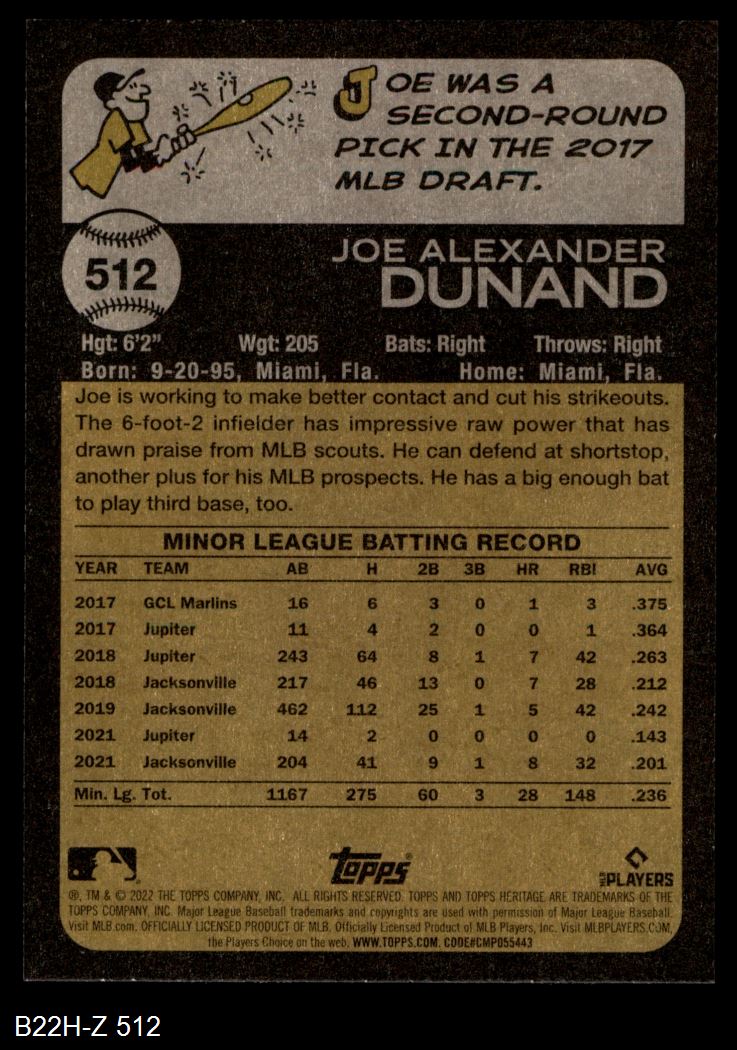 JOE WAS A
SECOND-ROUND
PICK IN THE 2017
MLB DRAFT.
512
JOE ALEXANDER
DUNAND
Hgt: 6'2" Wgt: 205 Bats: Right Throws: Right
Born: 9-20-95, Miami, Fla. Home: Miami, Fla.
Joe is working to make better contact and cut his strikeouts.
The 6-foot-2 infielder has impressive raw power that has
drawn praise from MLB scouts. He can defend at shortstop,
another plus for his MLB prospects. He has a big enough bat
to play third base, too.
MINOR LEAGUE BATTING RECORD
YEAR TEAM AB H 2B 3B HR RBI AVG
2017 GCL Marlins 16 6 3 0 1 3 .375
2017 Jupiter 11 4 2 0 0 1 .364
2018 Jupiter 243 64 8 1 7 42 .263
2018 Jacksonville 217 46 13 0 7 28 .212
2019 Jacksonville 462 112 25 1 5 42 .242
2021 Jupiter 14 2 0 0 0 0 .143
2021 Jacksonville 204 41 9 1 8 32 .201
Min. Lg. Tot. 1167 275 60 3 28 148 .236
Topps®
MLB PLAYERS
®, TM & © 2022 THE TOPPS COMPANY, INC. ALL RIGHTS RESERVED. TOPPS AND TOPPS HERITAGE ARE TRADEMARKS OF THE
TOPPS COMPANY, INC. Major League Baseball trademarks and copyrights are used with permission of Major League Baseball.
Visit MLB.com. OFFICIALLY LICENSED PRODUCT OF MLB. Officially Licensed Product of MLB Players, Inc. Visit MLBPLAYERS.COM,
the Players Choice on the web. WWW.TOPPS.COM. CODE#CMP055443
B22H-Z 512